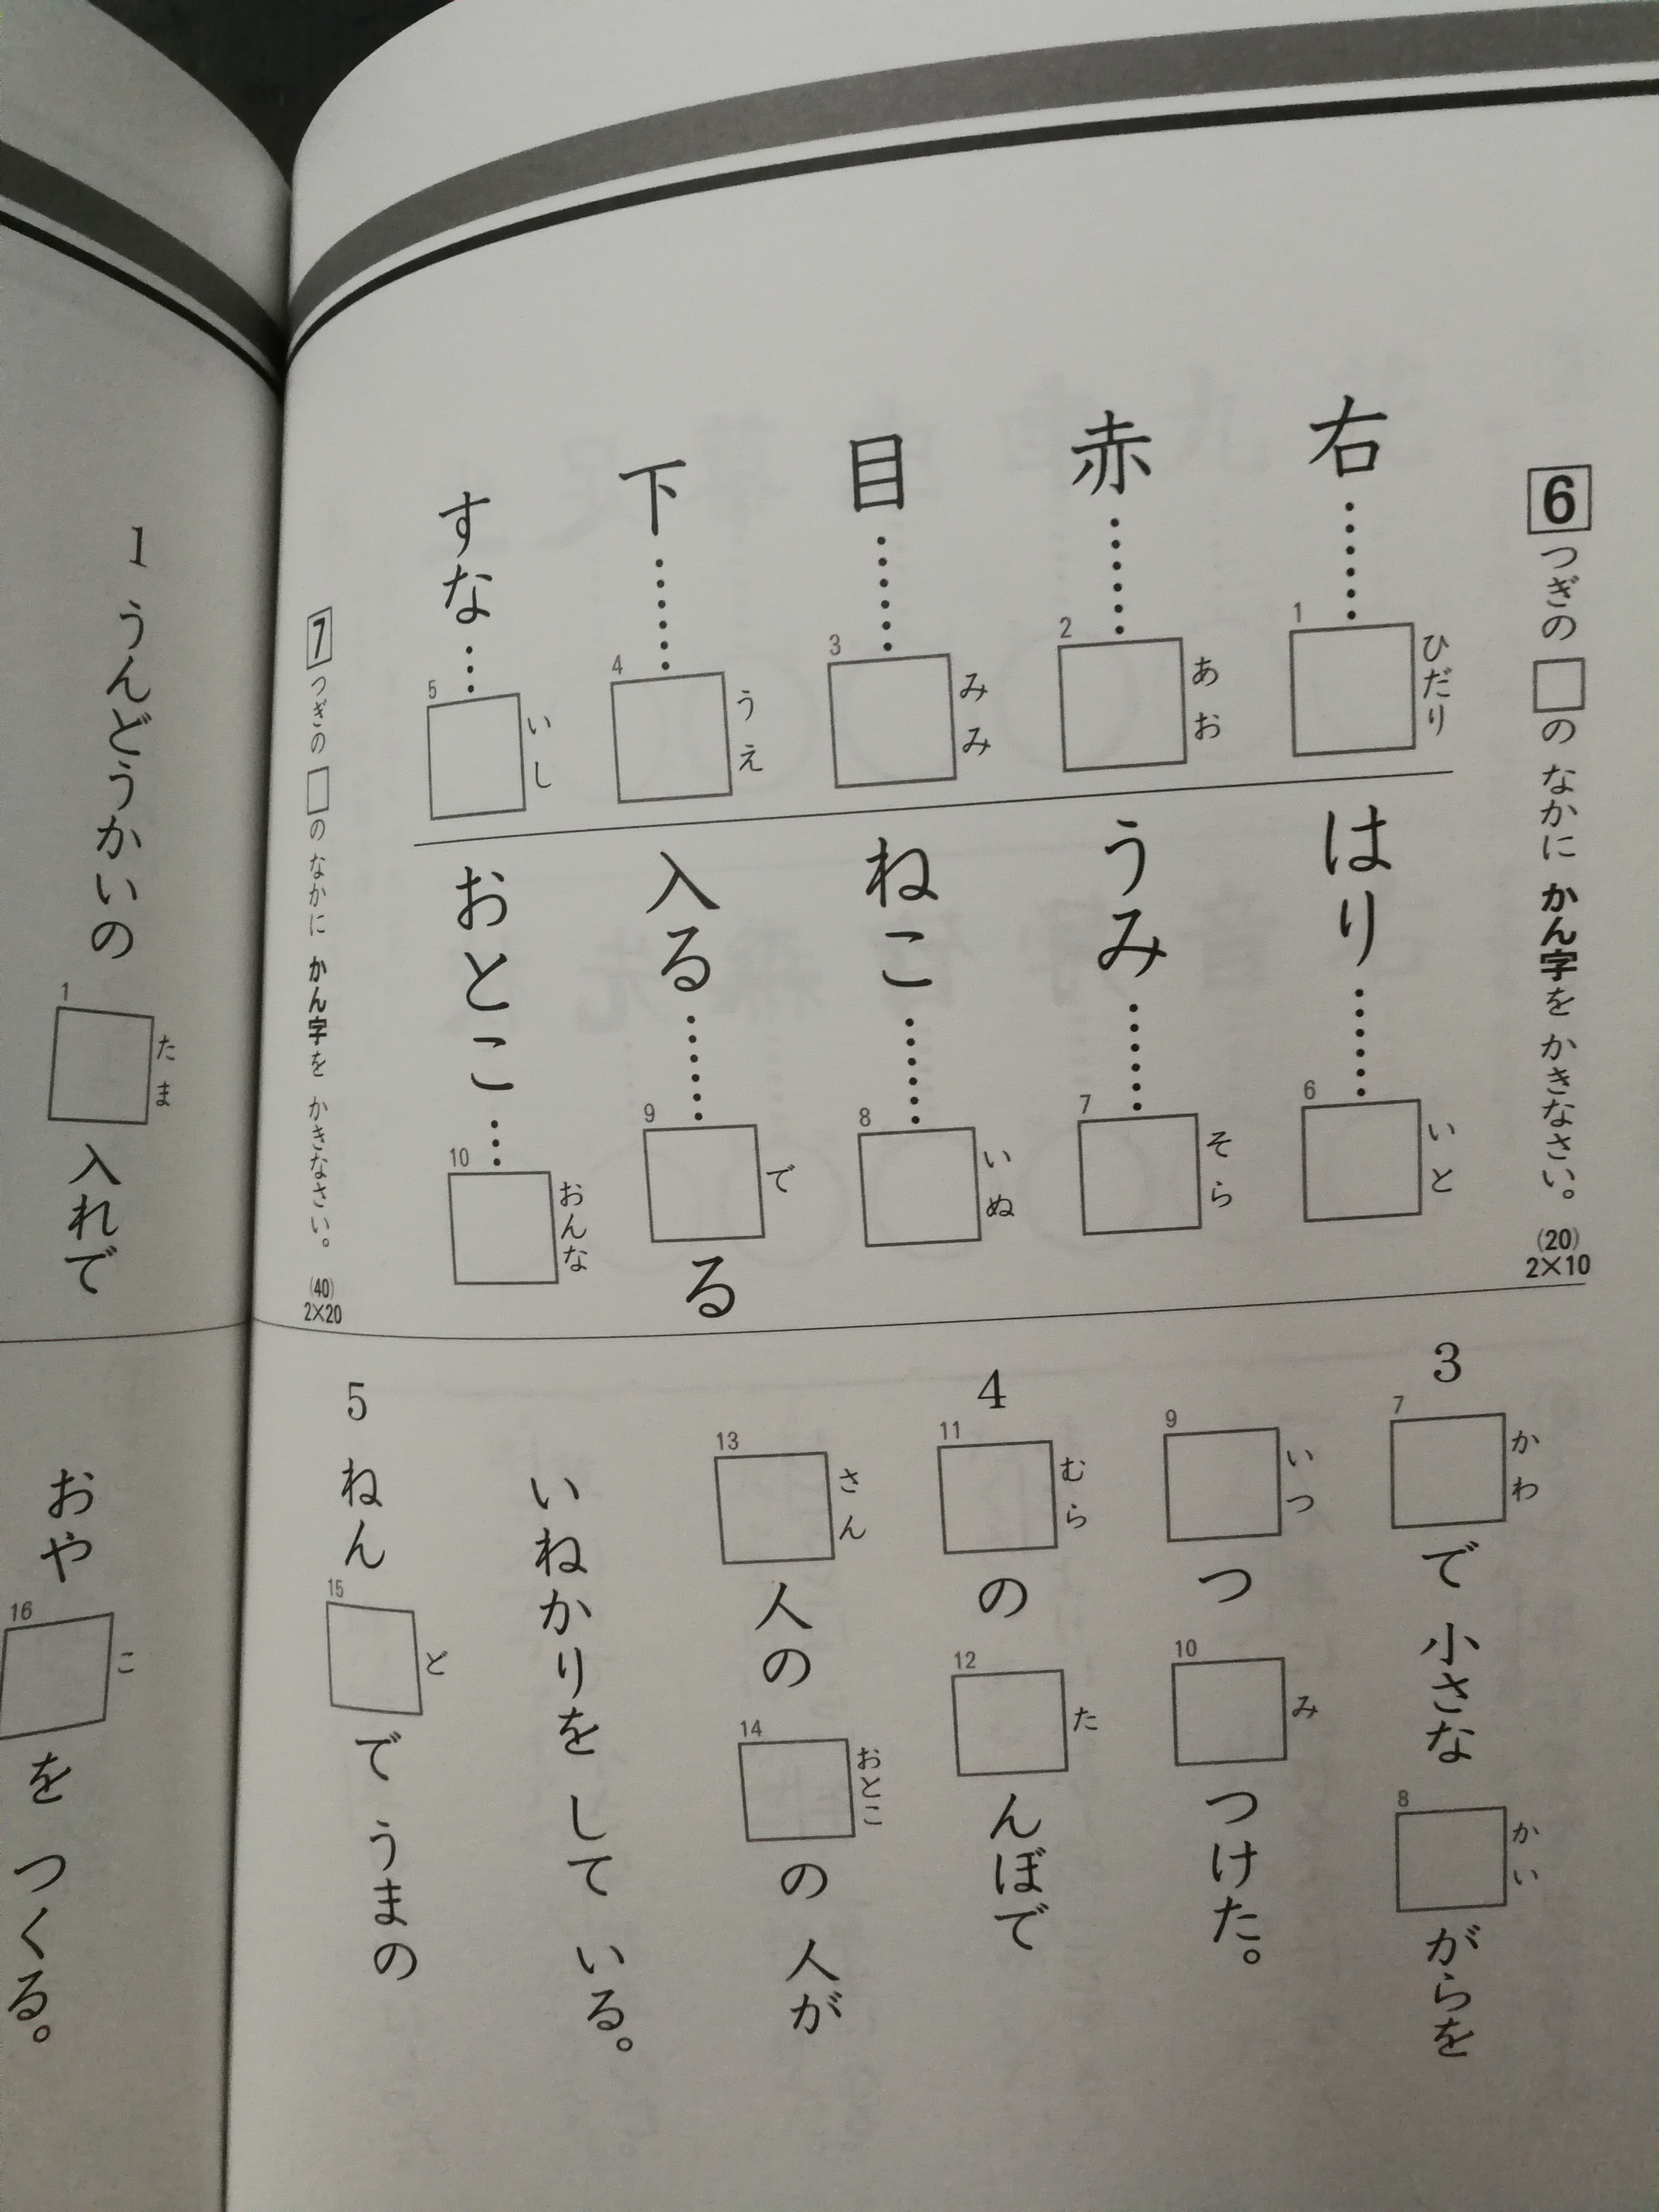 6 つぎの □の なかに かん字を かきなさい。 (20) 2×10
右……1□ ひだり
赤……2□ あお
目……3□ みみ
下……4□ うえ
すな…5□ いし
はり……6□ いと
うみ……7□ そら
ねこ……8□ いぬ
入る……9□る で
おとこ…10□ おんな
7 つぎの □の なかに かん字を かきなさい。 (40) 2×20
3 7□で 小さな 8□がらを かわ かい
9□つ 10□つけた。 いつ み
4 11□の 12□んぼで むら た
13□人の 14□の 人が さん おとこ
いねかりを して いる。
5 ねん15□で うまの ど
1 うんどうかいの 1□入れで たま
おや 16□を つくる。 こ